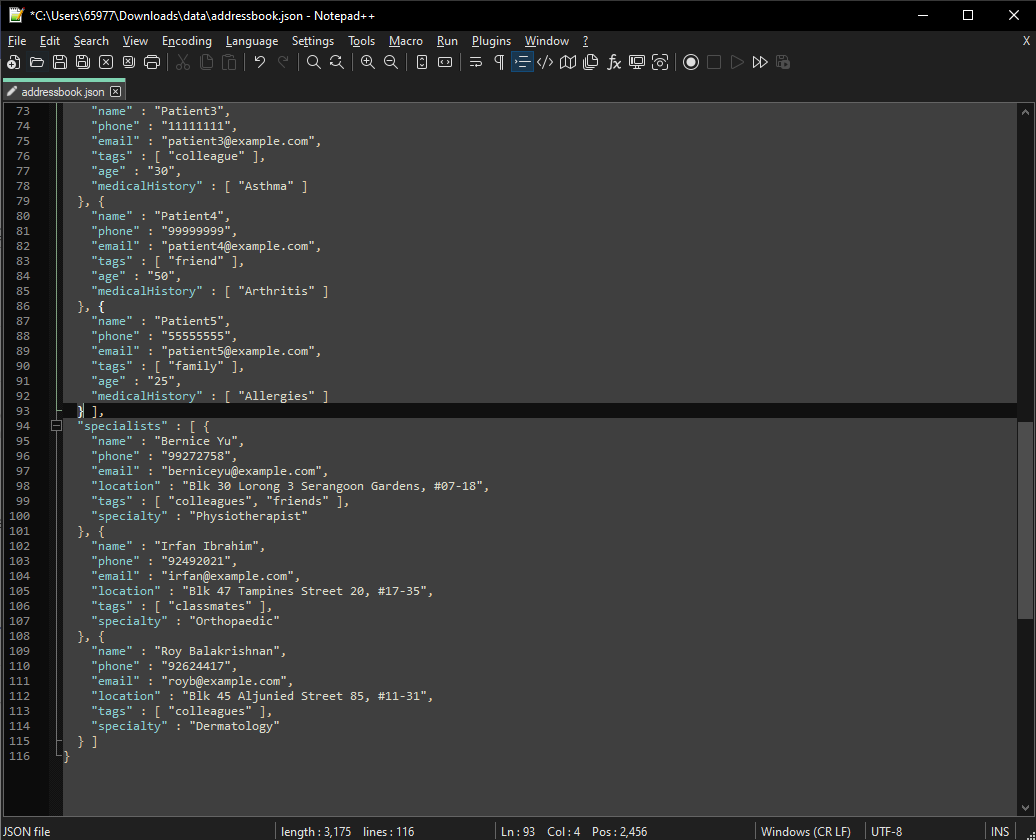 *C:\Users\65977\Downloads\data\addressbook.json - Notepad++
File Edit Search View Encoding Language Settings Tools Macro Run Plugins Window ? X
addressbook.json
73 "name" : "Patient3",
74 "phone" : "11111111",
75 "email" : "patient3@example.com",
76 "tags" : [ "colleague" ],
77 "age" : "30",
78 "medicalHistory" : [ "Asthma" ]
79 }, {
80 "name" : "Patient4",
81 "phone" : "99999999",
82 "email" : "patient4@example.com",
83 "tags" : [ "friend" ],
84 "age" : "50",
85 "medicalHistory" : [ "Arthritis" ]
86 }, {
87 "name" : "Patient5",
88 "phone" : "55555555",
89 "email" : "patient5@example.com",
90 "tags" : [ "family" ],
91 "age" : "25",
92 "medicalHistory" : [ "Allergies" ]
93 } ],
94 "specialists" : [ {
95 "name" : "Bernice Yu",
96 "phone" : "99272758",
97 "email" : "berniceyu@example.com",
98 "location" : "Blk 30 Lorong 3 Serangoon Gardens, #07-18",
99 "tags" : [ "colleagues", "friends" ],
100 "specialty" : "Physiotherapist"
101 }, {
102 "name" : "Irfan Ibrahim",
103 "phone" : "92492021",
104 "email" : "irfan@example.com",
105 "location" : "Blk 47 Tampines Street 20, #17-35",
106 "tags" : [ "classmates" ],
107 "specialty" : "Orthopaedic"
108 }, {
109 "name" : "Roy Balakrishnan",
110 "phone" : "92624417",
111 "email" : "royb@example.com",
112 "location" : "Blk 45 Aljunied Street 85, #11-31",
113 "tags" : [ "colleagues" ],
114 "specialty" : "Dermatology"
115 } ]
116 }
JSON file length : 3,175 lines : 116 Ln : 93 Col : 4 Pos : 2,456 Windows (CR LF) UTF-8 INS